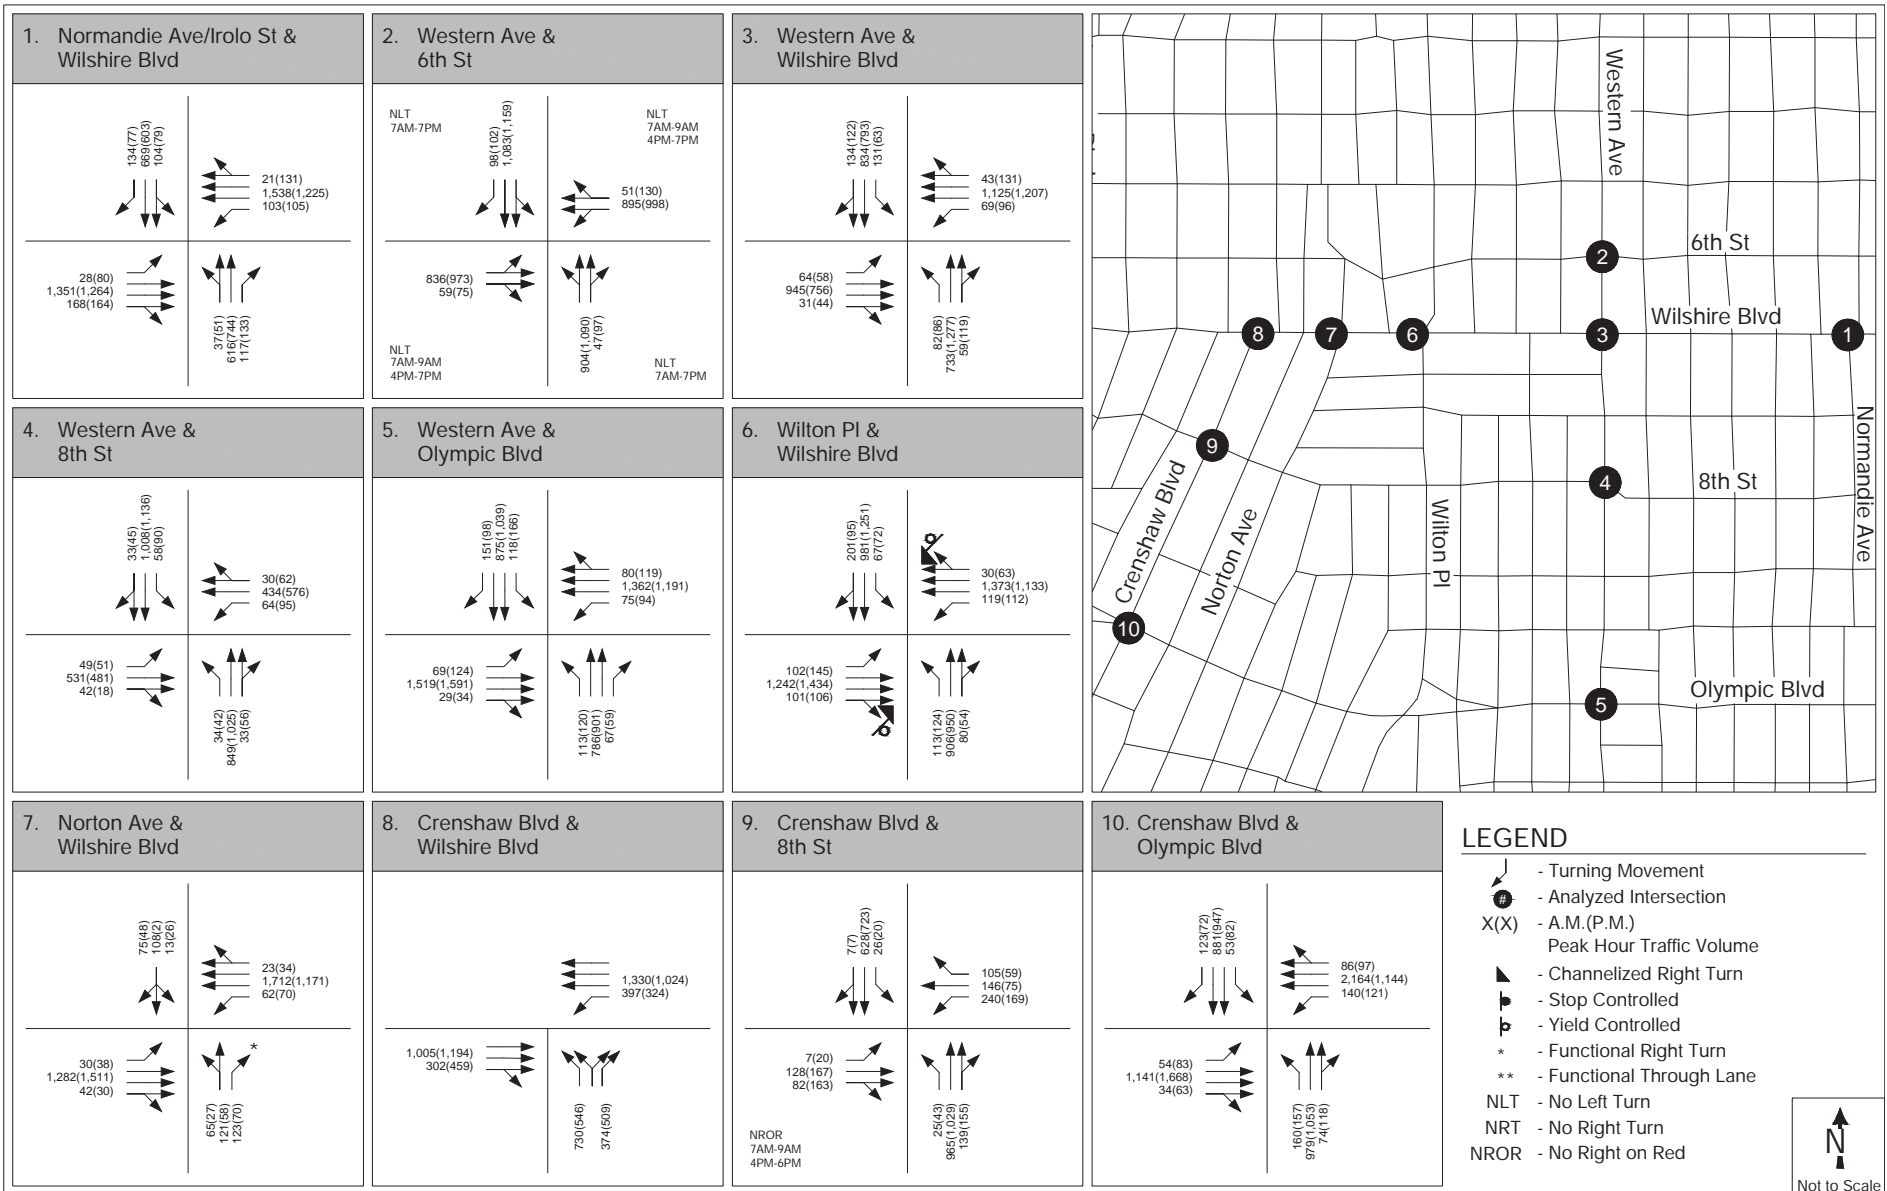 1. Normandie Ave/Irolo St &
Wilshire Blvd
134(77)
669(603)
104(79)
21(131)
1,538(1,225)
103(105)
28(80)
1,351(1,264)
168(164)
37(51)
616(744)
117(133)
2. Western Ave &
6th St
NLT
7AM-7PM
98(102)
1,083(1,159)
NLT
7AM-9AM
4PM-7PM
51(130)
895(998)
836(973)
59(75)
904(1,090)
47(97)
NLT
7AM-9AM
4PM-7PM
NLT
7AM-7PM
3. Western Ave &
Wilshire Blvd
134(122)
834(793)
131(63)
43(131)
1,125(1,207)
69(96)
64(58)
945(756)
31(44)
82(86)
733(1,277)
59(119)
4. Western Ave &
8th St
33(45)
1,008(1,136)
58(90)
30(62)
434(576)
64(95)
49(51)
531(481)
42(18)
34(42)
849(1,025)
33(56)
5. Western Ave &
Olympic Blvd
151(98)
875(1,039)
118(166)
80(119)
1,362(1,191)
75(94)
69(124)
1,519(1,591)
29(34)
113(120)
786(901)
67(59)
6. Wilton Pl &
Wilshire Blvd
201(95)
981(1,251)
67(72)
30(63)
1,373(1,133)
119(112)
102(145)
1,242(1,434)
101(106)
113(124)
906(950)
80(54)
7. Norton Ave &
Wilshire Blvd
75(48)
108(2)
13(26)
23(34)
1,712(1,171)
62(70)
30(38)
1,282(1,511)
42(30)
*
65(27)
121(58)
123(70)
8. Crenshaw Blvd &
Wilshire Blvd
1,330(1,024)
397(324)
1,005(1,194)
302(459)
730(546)
374(509)
9. Crenshaw Blvd &
8th St
7(7)
628(723)
26(20)
105(59)
146(75)
240(169)
7(20)
128(167)
82(163)
25(43)
965(1,029)
139(155)
NROR
7AM-9AM
4PM-6PM
10. Crenshaw Blvd &
Olympic Blvd
123(72)
881(947)
53(82)
86(97)
2,164(1,144)
140(121)
54(83)
1,141(1,668)
34(63)
160(157)
979(1,053)
74(118)
Western Ave
6th St
2
Wilshire Blvd
8
7
6
3
1
Normandie Ave
9
Crenshaw Blvd
Norton Ave
Wilton Pl
4
8th St
10
Olympic Blvd
5
LEGEND
- Turning Movement
# - Analyzed Intersection
X(X) - A.M.(P.M.)
Peak Hour Traffic Volume
- Channelized Right Turn
- Stop Controlled
- Yield Controlled
* - Functional Right Turn
** - Functional Through Lane
NLT - No Left Turn
NRT - No Right Turn
NROR - No Right on Red
N
Not to Scale